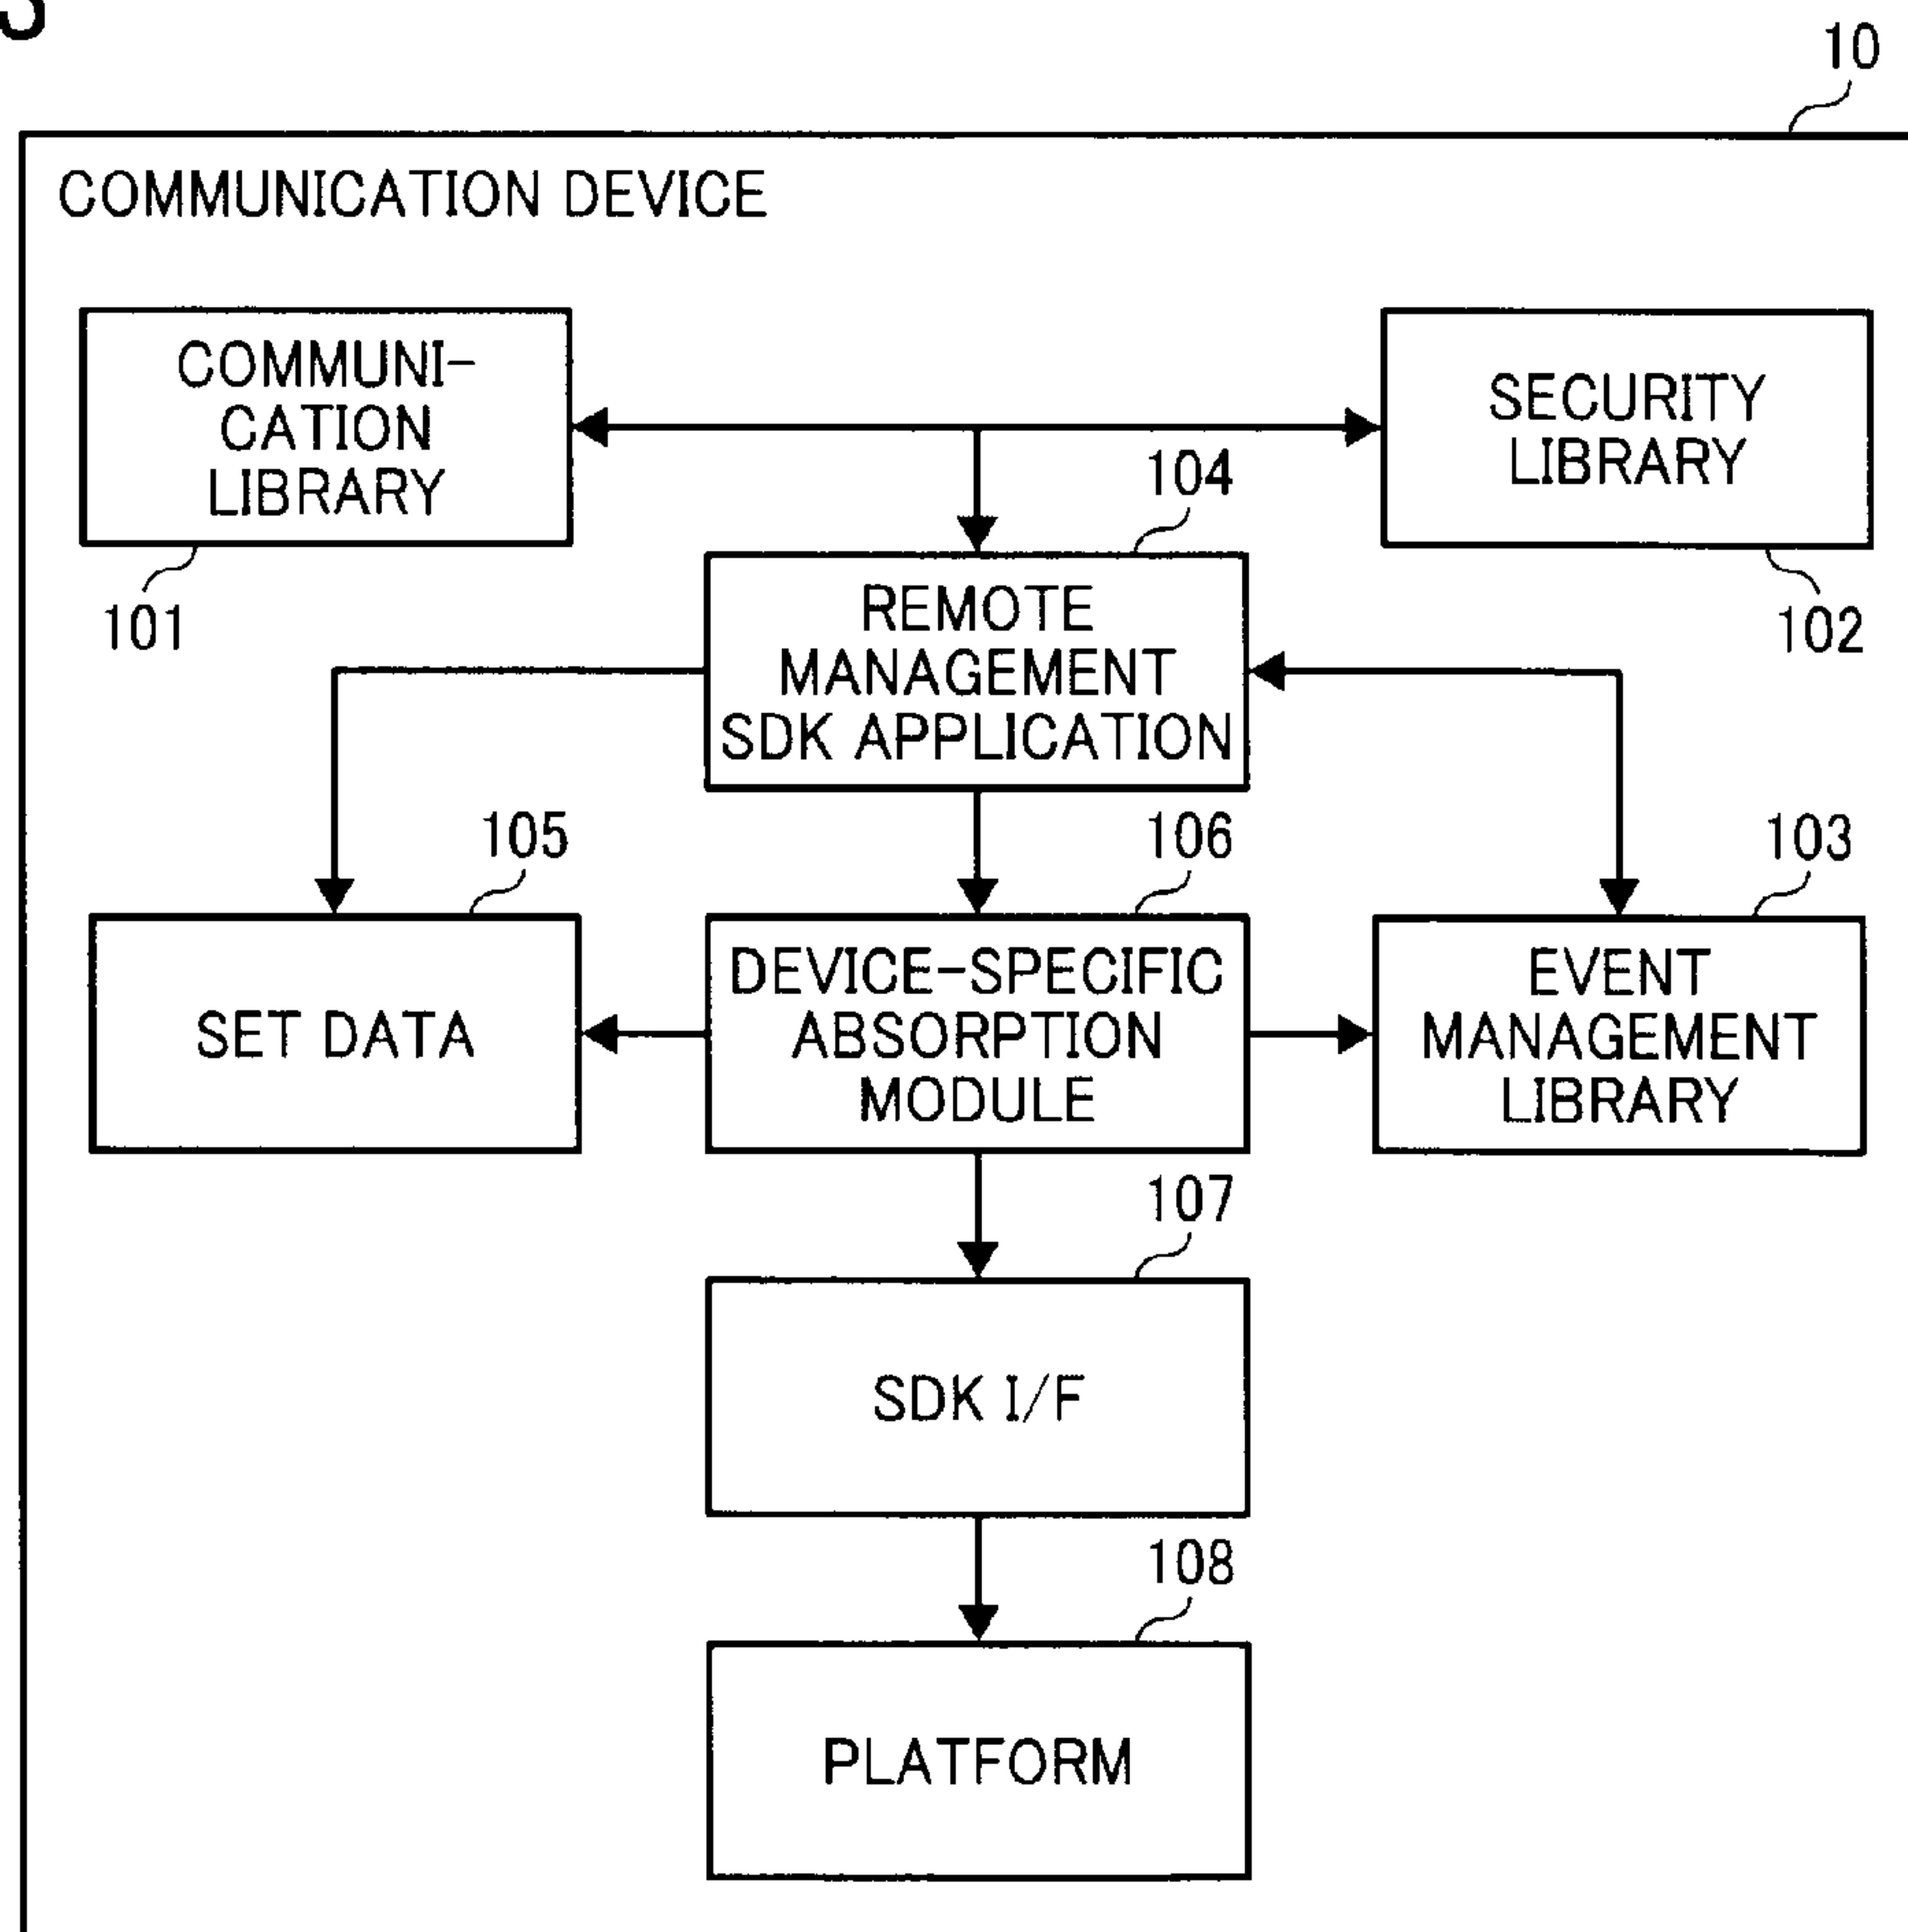 10
COMMUNICATION DEVICE
COMMUNI-
CATION
LIBRARY
SECURITY
LIBRARY
101
102
104
REMOTE
MANAGEMENT
SDK APPLICATION
105
106
103
SET DATA
DEVICE-SPECIFIC
ABSORPTION
MODULE
EVENT
MANAGEMENT
LIBRARY
107
SDK I/F
108
PLATFORM